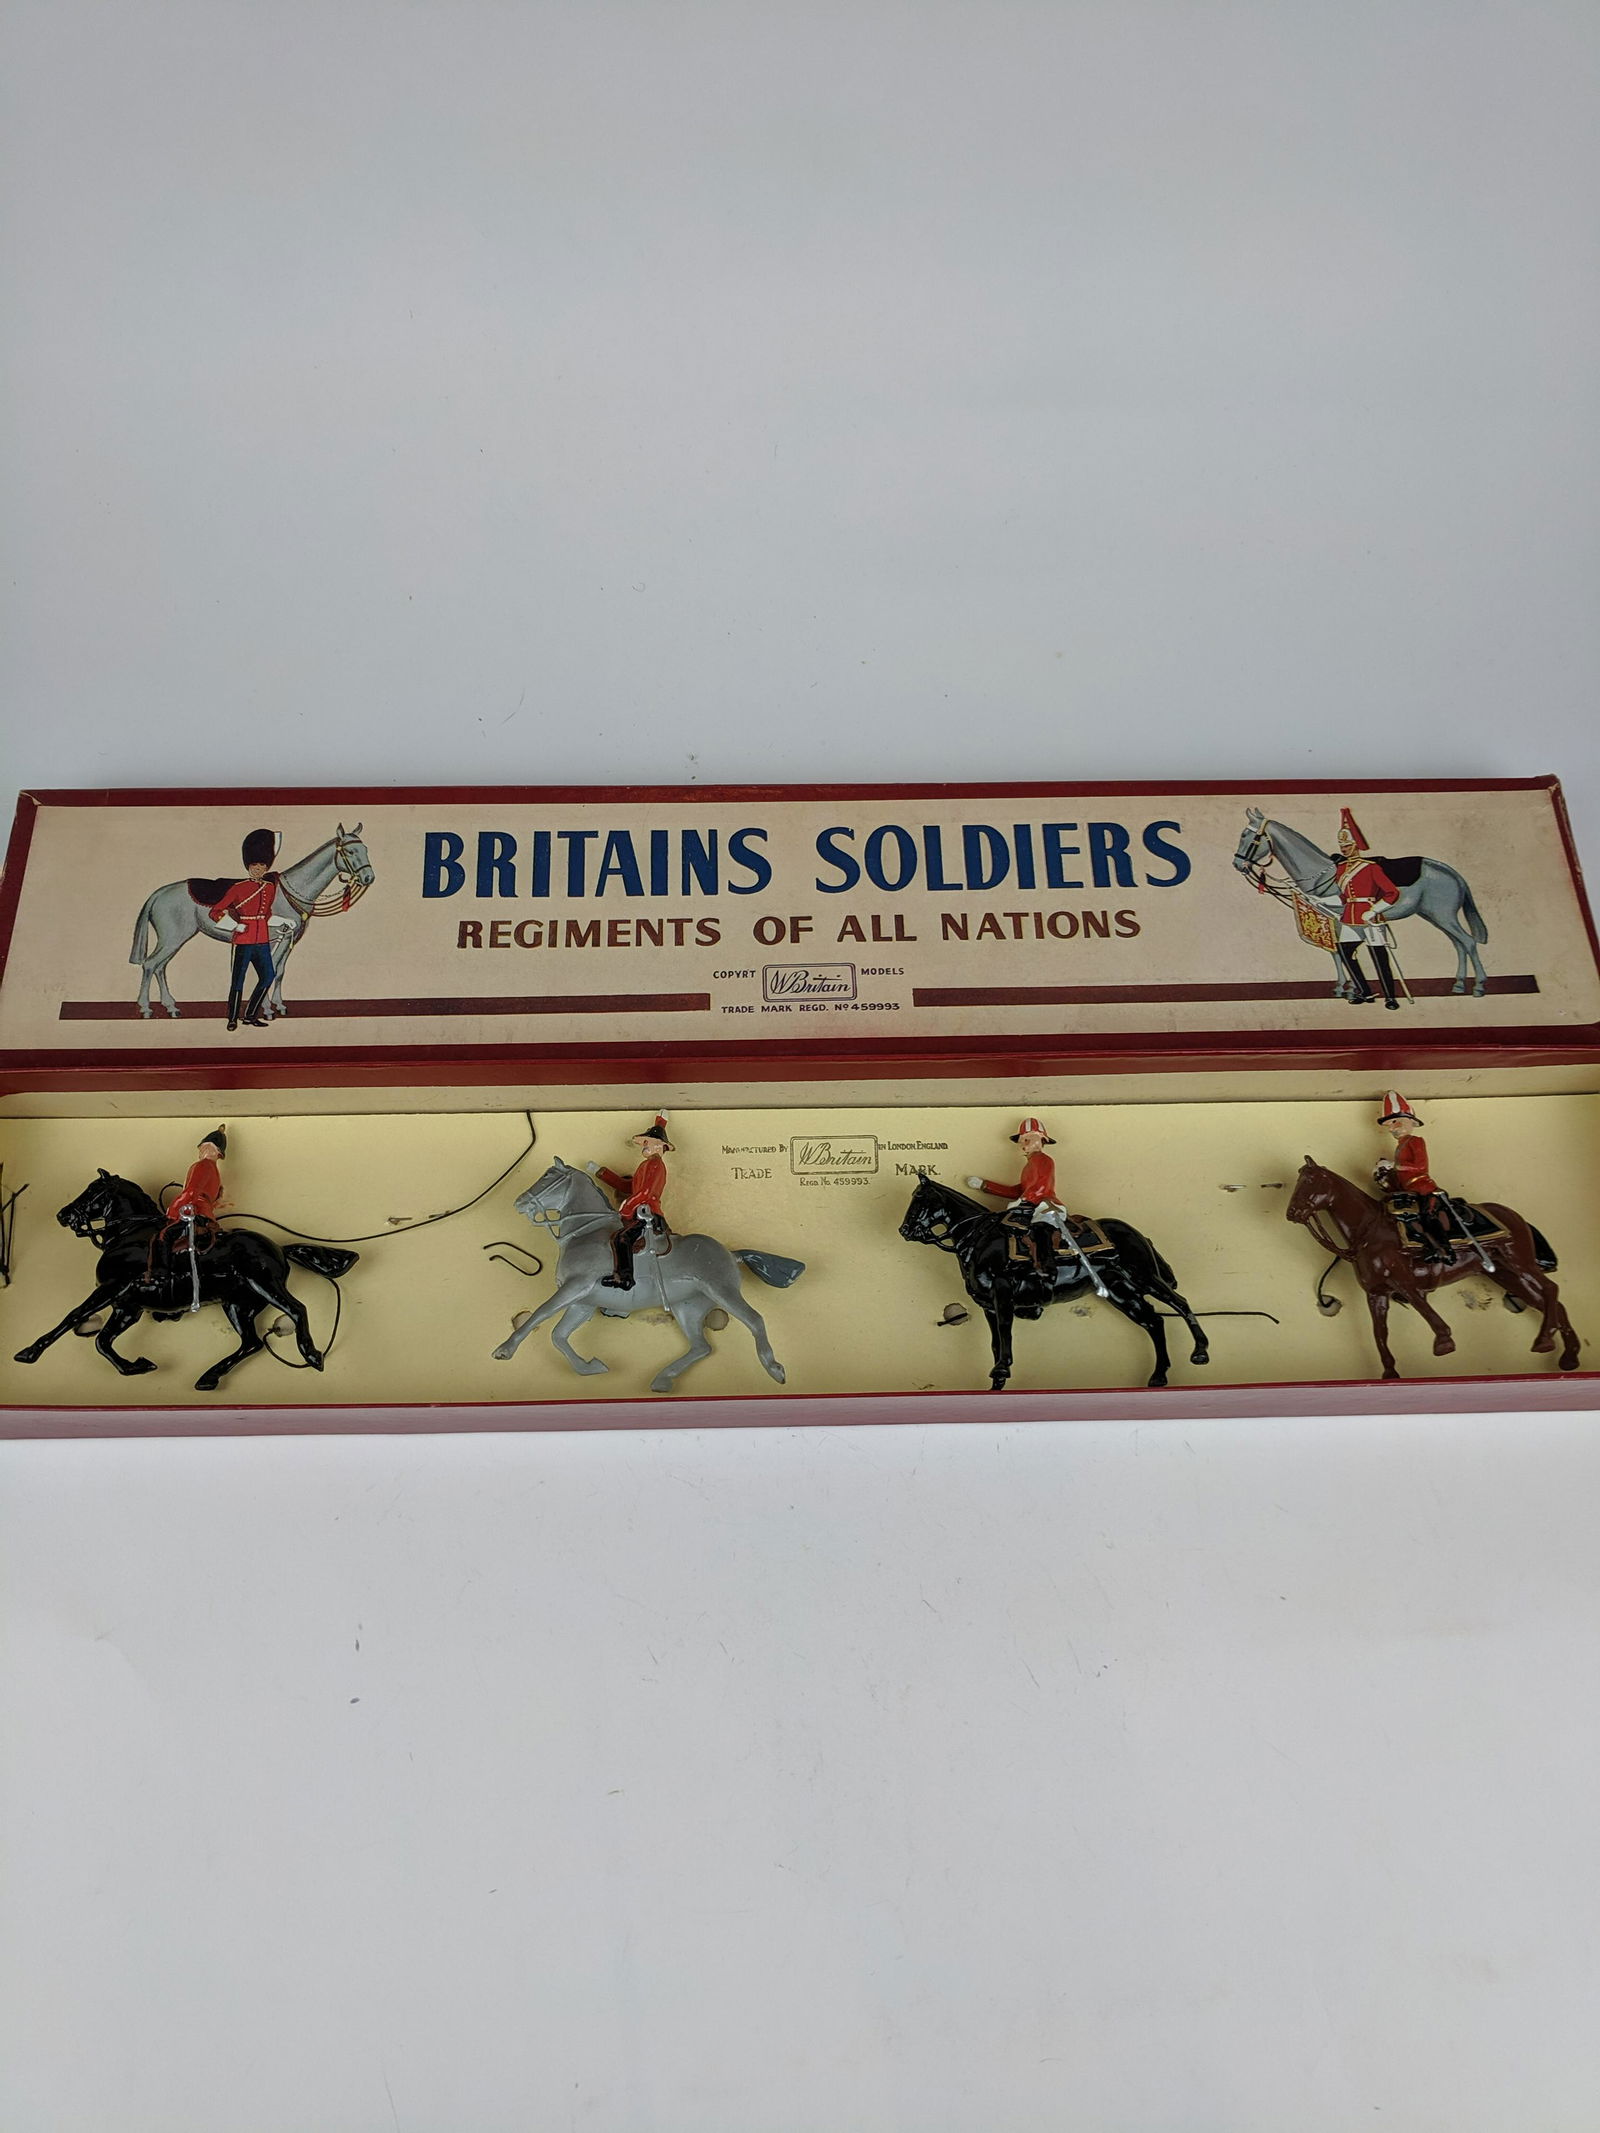 BRITAINS SOLDIERS
REGIMENTS OF ALL NATIONS
COPYRT W Britain MODELS
TRADE MARK REGD. Nº 459993
MANUFACTURED BY W Britain IN LONDON ENGLAND
TRADE MARK.
REGD. No. 459993.